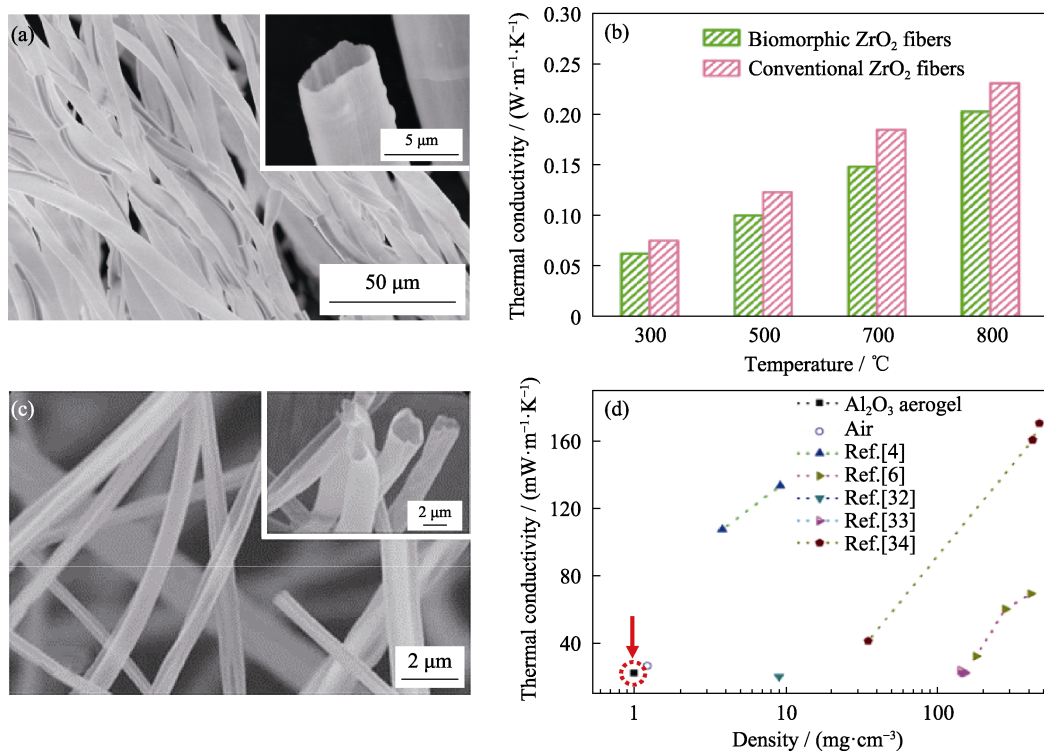 (a)
5 μm
50 μm
(b)
Thermal conductivity / (W·m⁻¹·K⁻¹)
0.30
0.25
0.20
0.15
0.10
0.05
0
Biomorphic ZrO₂ fibers
Conventional ZrO₂ fibers
300 500 700 800
Temperature / ℃
(c)
2 μm
2 μm
(d)
Thermal conductivity / (mW·m⁻¹·K⁻¹)
160
120
80
40
Al₂O₃ aerogel
Air
Ref.[4]
Ref.[6]
Ref.[32]
Ref.[33]
Ref.[34]
1 10 100
Density / (mg·cm⁻³)